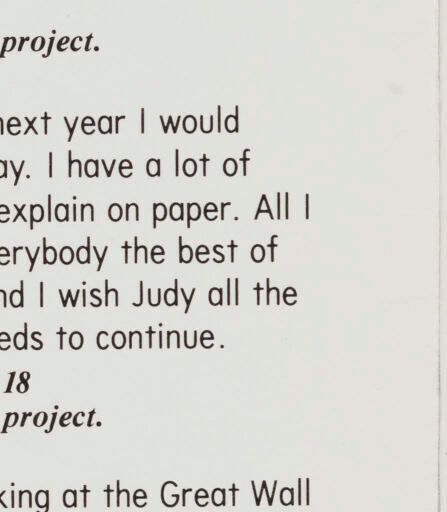 project.
next year I would
ay. I have a lot of
explain on paper. All I
erybody the best of
nd I wish Judy all the
eds to continue.
18
project.
king at the Great Wall